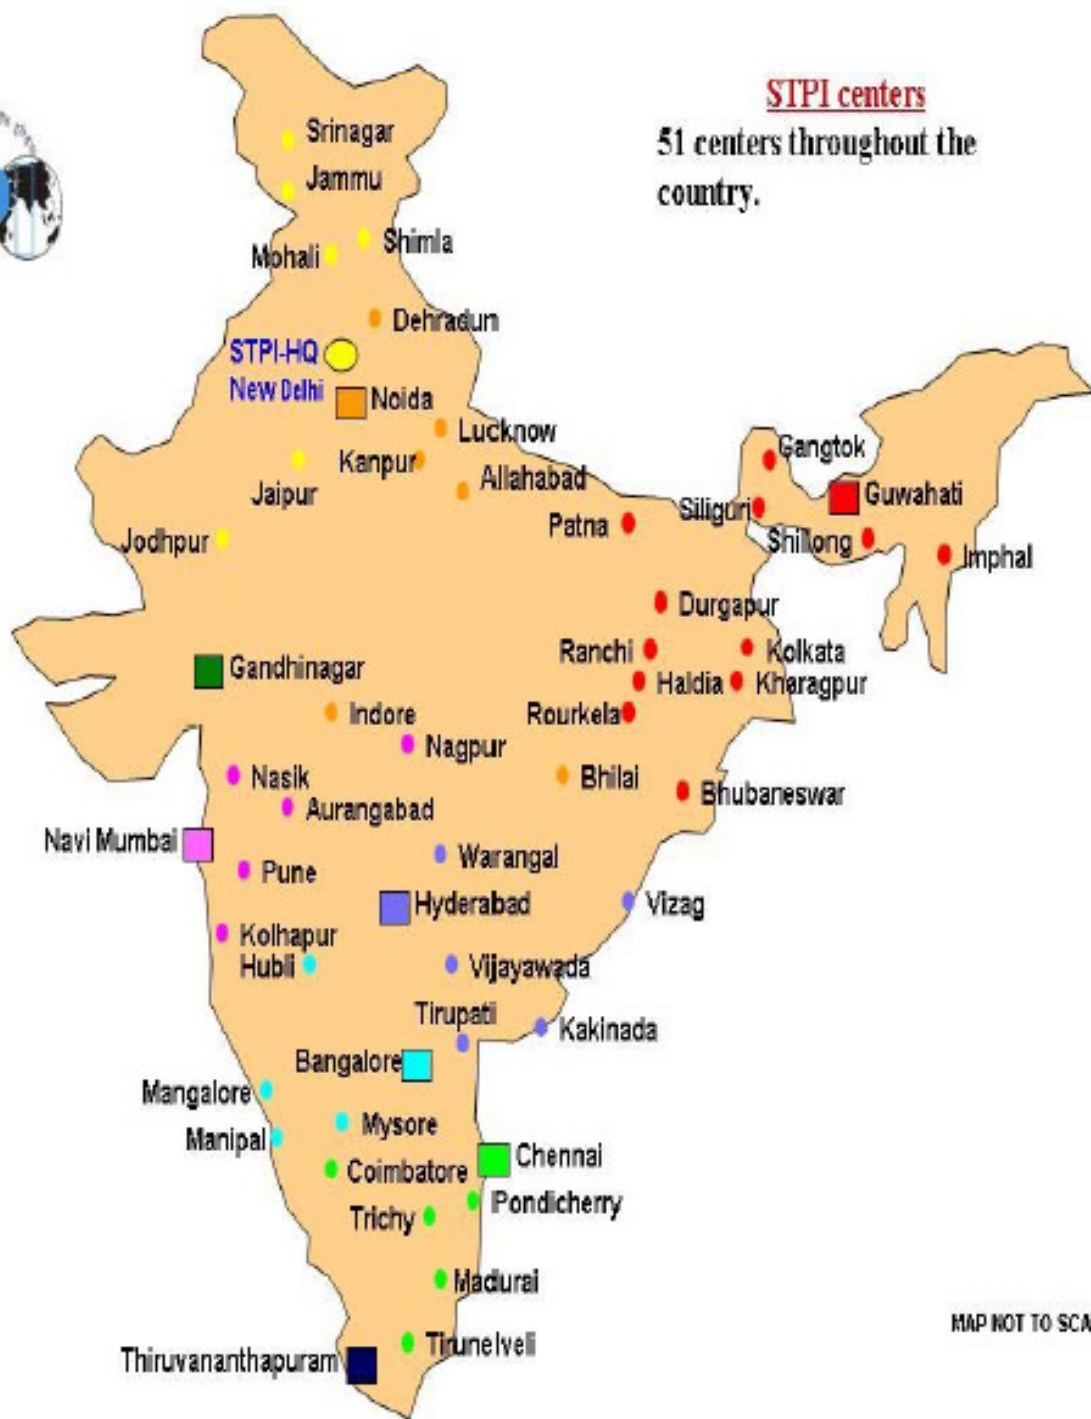 STPI centers
51 centers throughout the
country.
Srinagar
Jammu
Shimla
Mohali
Dehradun
STPI-HQ
New Delhi
Noida
Lucknow
Kanpur
Allahabad
Jaipur
Jodhpur
Gangtok
Guwahati
Siliguri
Patna
Shillong
Imphal
Durgapur
Ranchi
Kolkata
Haldia
Kharagpur
Gandhinagar
Indore
Rourkela
Nagpur
Nasik
Bhilai
Bhubaneswar
Aurangabad
Navi Mumbai
Warangal
Pune
Hyderabad
Vizag
Kolhapur
Hubli
Vijayawada
Tirupati
Kakinada
Bangalore
Mangalore
Mysore
Manipal
Chennai
Coimbatore
Pondicherry
Trichy
Madurai
MAP NOT TO SCA
Tirunelveli
Thiruvananthapuram